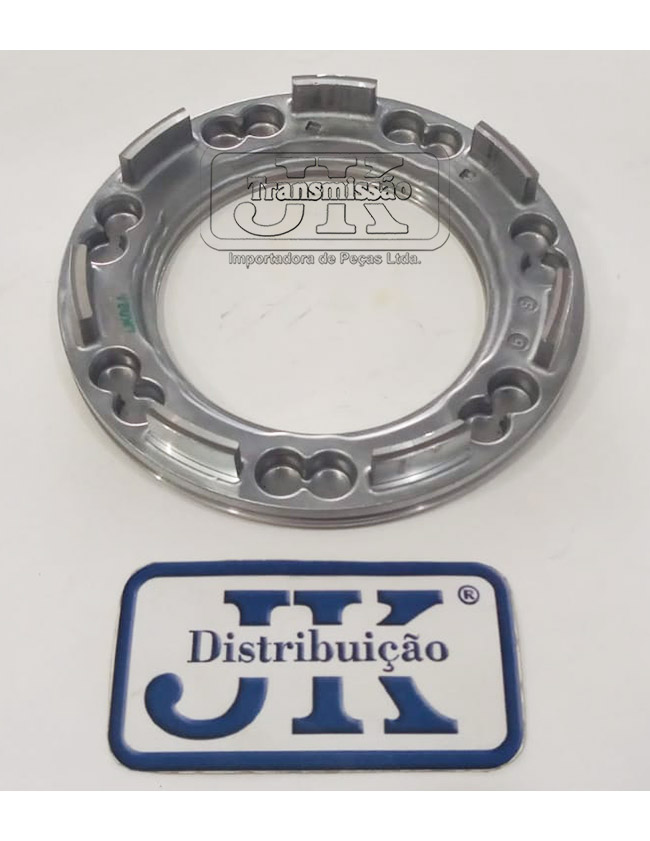 JK
Transmissão
Importadora de Peças Ltda.
JK ®
Distribuição